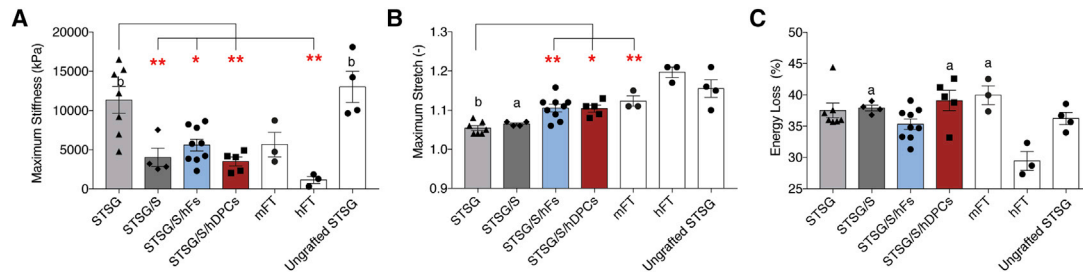 A
Maximum Stiffness (kPa)
20000
15000
10000
5000
0
** * ** **
b b
STSG STSG/S STSG/S/hFs STSG/S/hDPCs mFT hFT Ungrafted STSG
B
Maximum Stretch (-)
1.3
1.2
1.1
1.0
0.9
** * **
b a
STSG STSG/S STSG/S/hFs STSG/S/hDPCs mFT hFT Ungrafted STSG
C
Energy Loss (%)
50
45
40
35
30
25
a a a
STSG STSG/S STSG/S/hFs STSG/S/hDPCs mFT hFT Ungrafted STSG